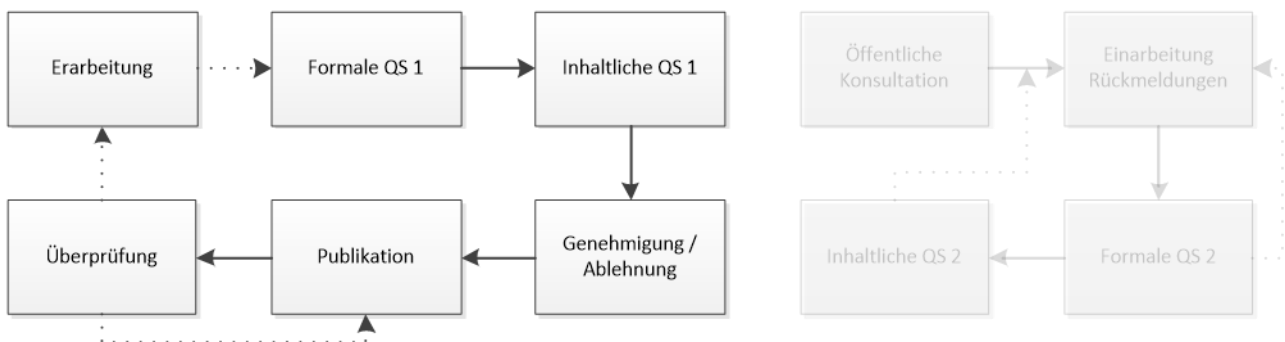 Erarbeitung
Formale QS 1
Inhaltliche QS 1
Öffentliche
Konsultation
Einarbeitung
Rückmeldungen
Überprüfung
Publikation
Genehmigung /
Ablehnung
Inhaltliche QS 2
Formale QS 2